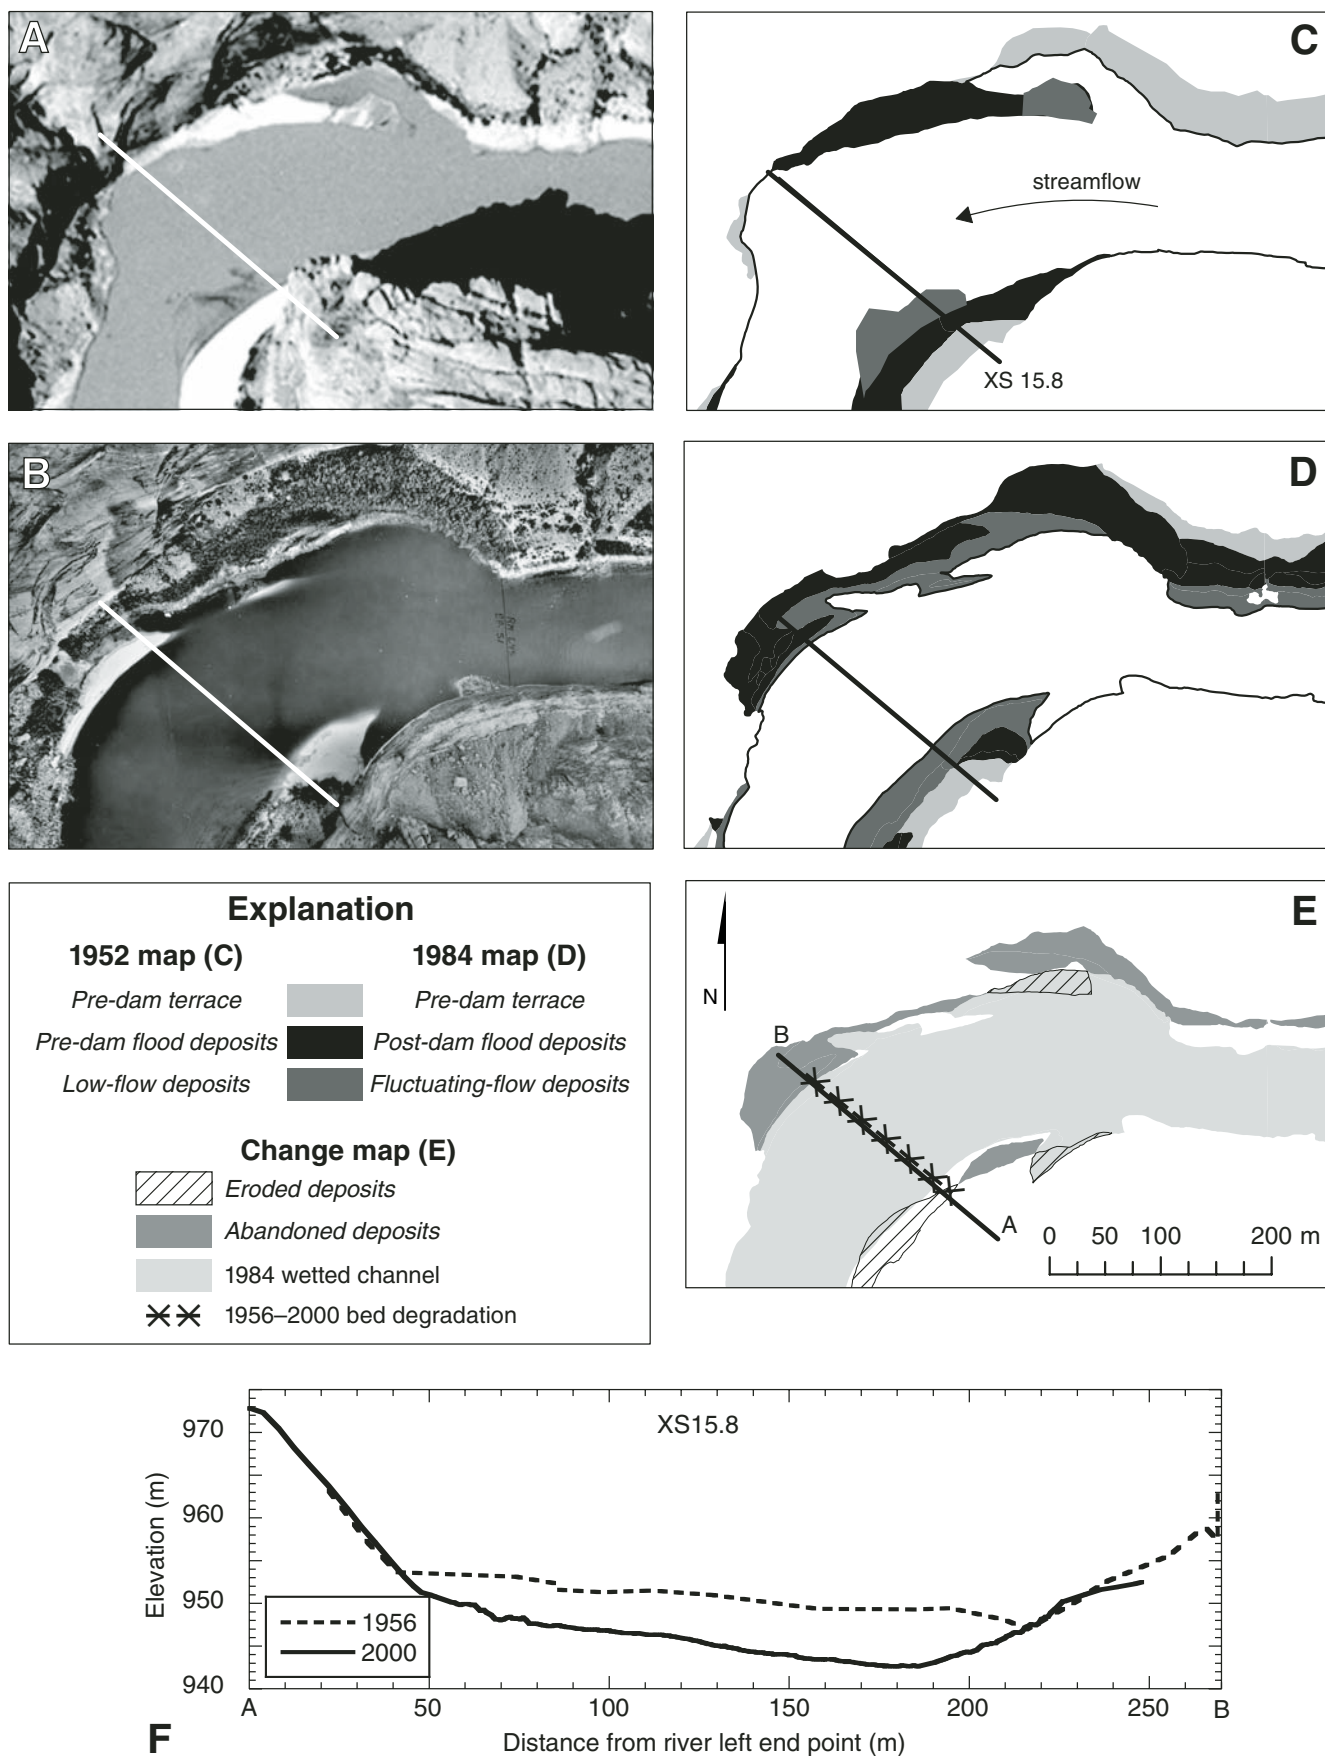 A
C
streamflow
XS 15.8
B
D
Explanation
1952 map (C) 1984 map (D)
Pre-dam terrace Pre-dam terrace
Pre-dam flood deposits Post-dam flood deposits
Low-flow deposits Fluctuating-flow deposits
Change map (E)
Eroded deposits
Abandoned deposits
1984 wetted channel
1956–2000 bed degradation
E
N
B
A
0 50 100 200 m
XS15.8
970
960
950
940
Elevation (m)
1956
2000
A 50 100 150 200 250 B
Distance from river left end point (m)
F